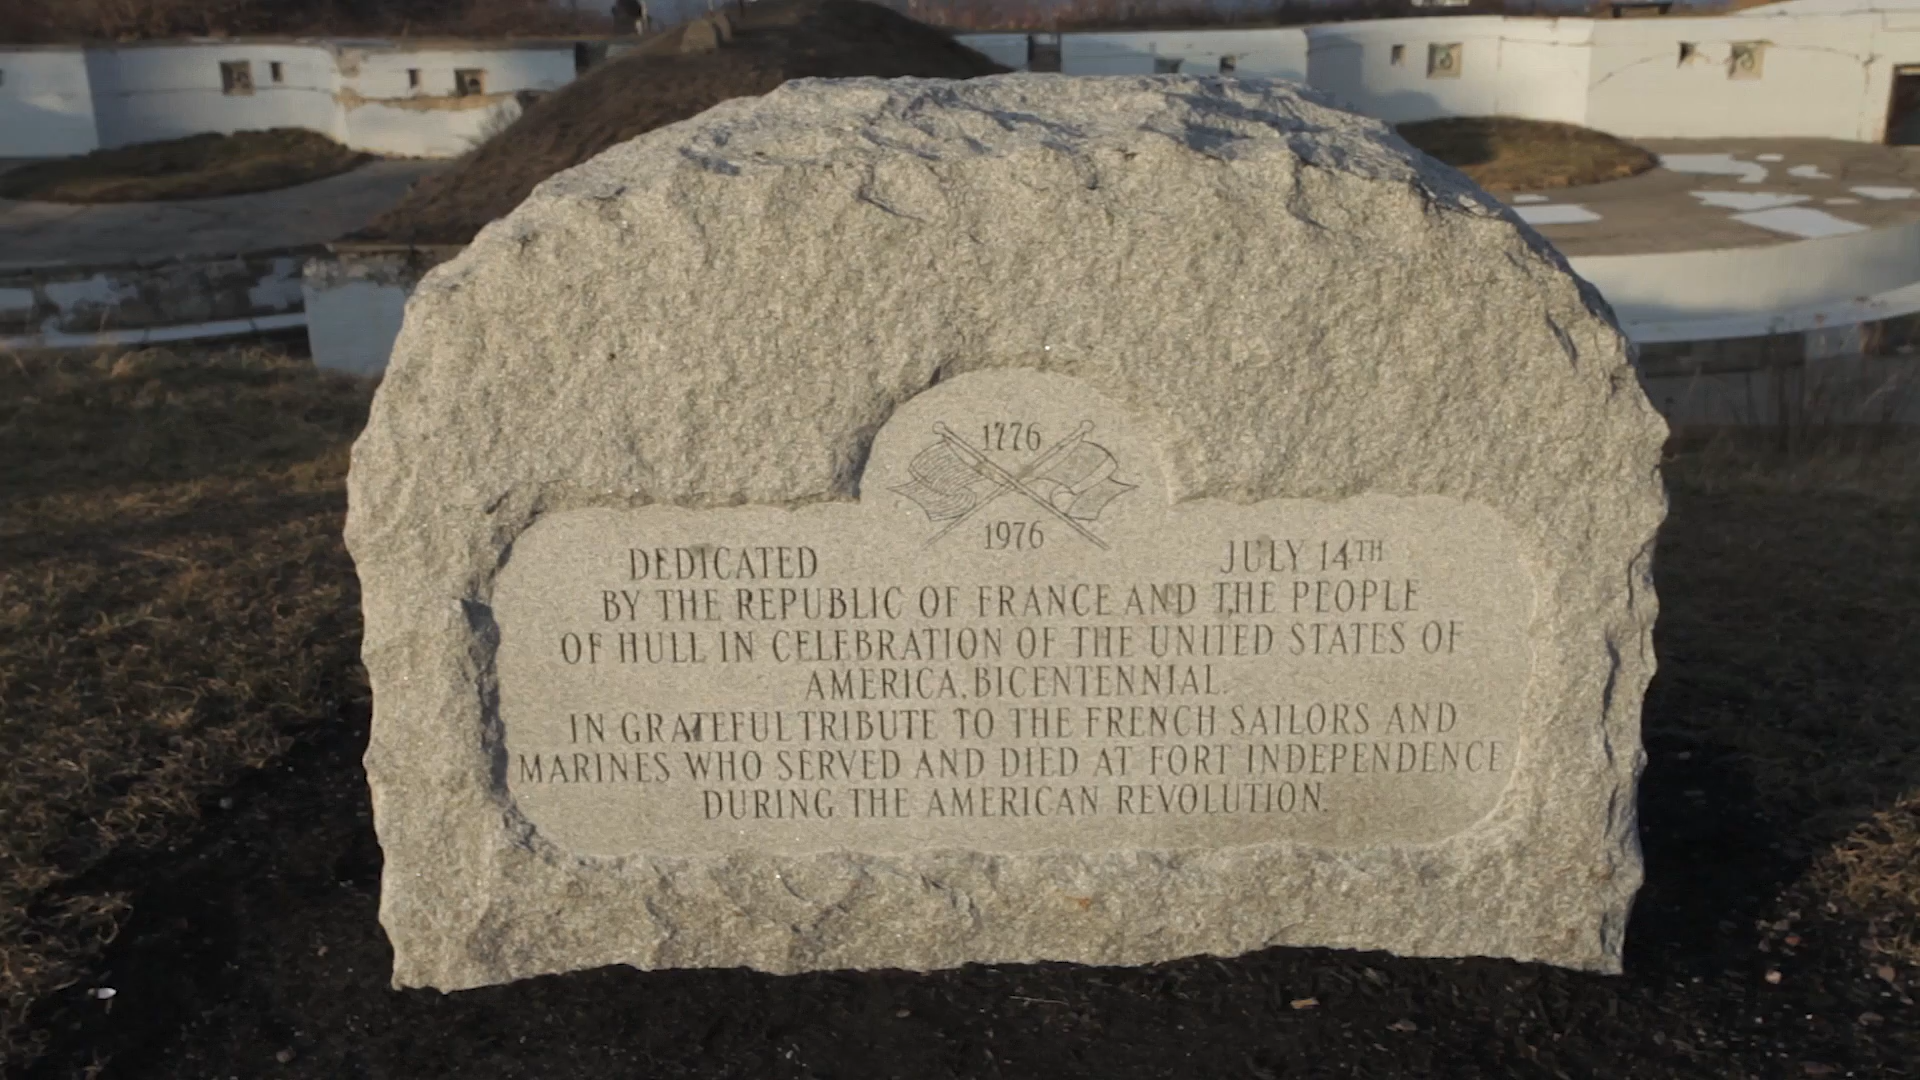 1776
1976
DEDICATED JULY 14TH
BY THE REPUBLIC OF FRANCE AND THE PEOPLE
OF HULL IN CELEBRATION OF THE UNITED STATES OF
AMERICA, BICENTENNIAL.
IN GRATEFUL TRIBUTE TO THE FRENCH SAILORS AND
MARINES WHO SERVED AND DIED AT FORT INDEPENDENCE
DURING THE AMERICAN REVOLUTION.